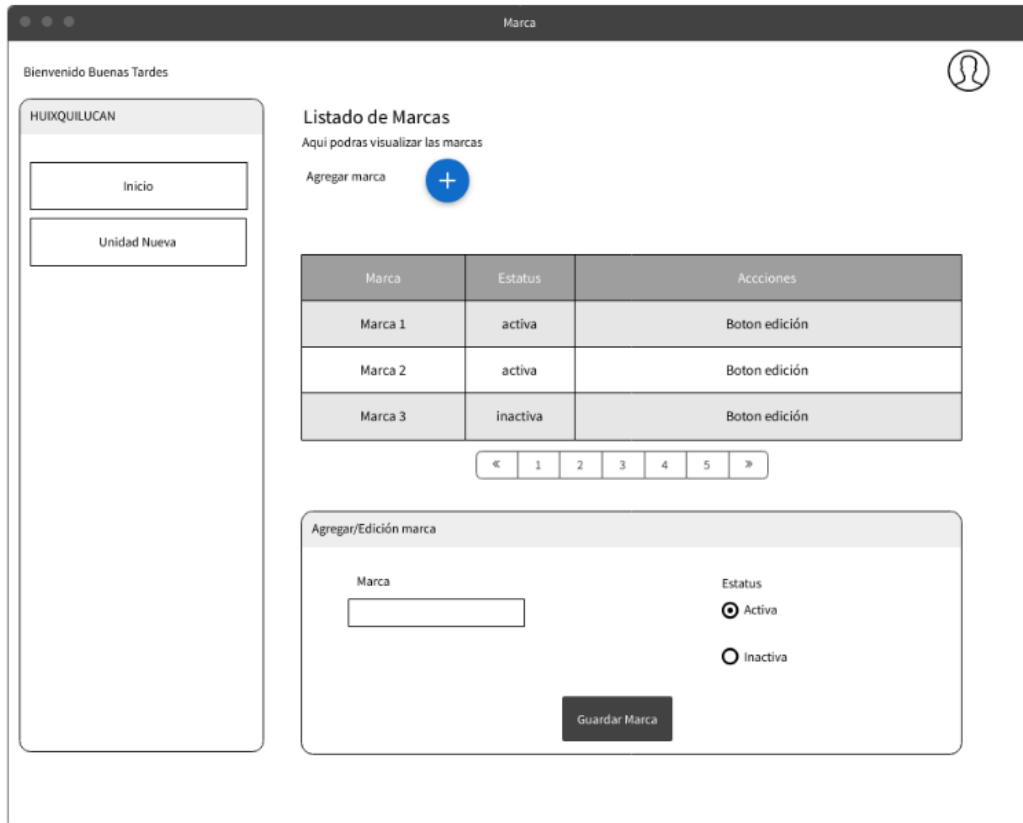 Marca
Bienvenido Buenas Tardes
HUIXQUILUCAN
Inicio
Unidad Nueva
Listado de Marcas
Aqui podras visualizar las marcas
Agregar marca
+
Marca Estatus Accciones
Marca 1 activa Boton edición
Marca 2 activa Boton edición
Marca 3 inactiva Boton edición
« 1 2 3 4 5 »
Agregar/Edición marca
Marca
Estatus
Activa
Inactiva
Guardar Marca